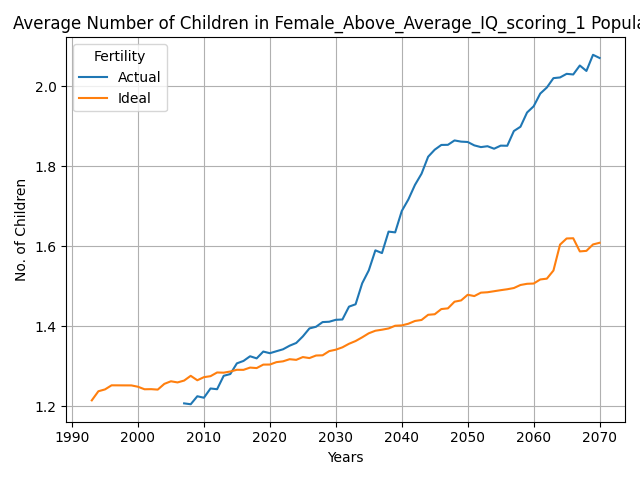 Average Number of Children in Female_Above_Average_IQ_scoring_1 Popula
Fertility
Actual
Ideal
No. of Children
2.0
1.8
1.6
1.4
1.2
1990 2000 2010 2020 2030 2040 2050 2060 2070
Years